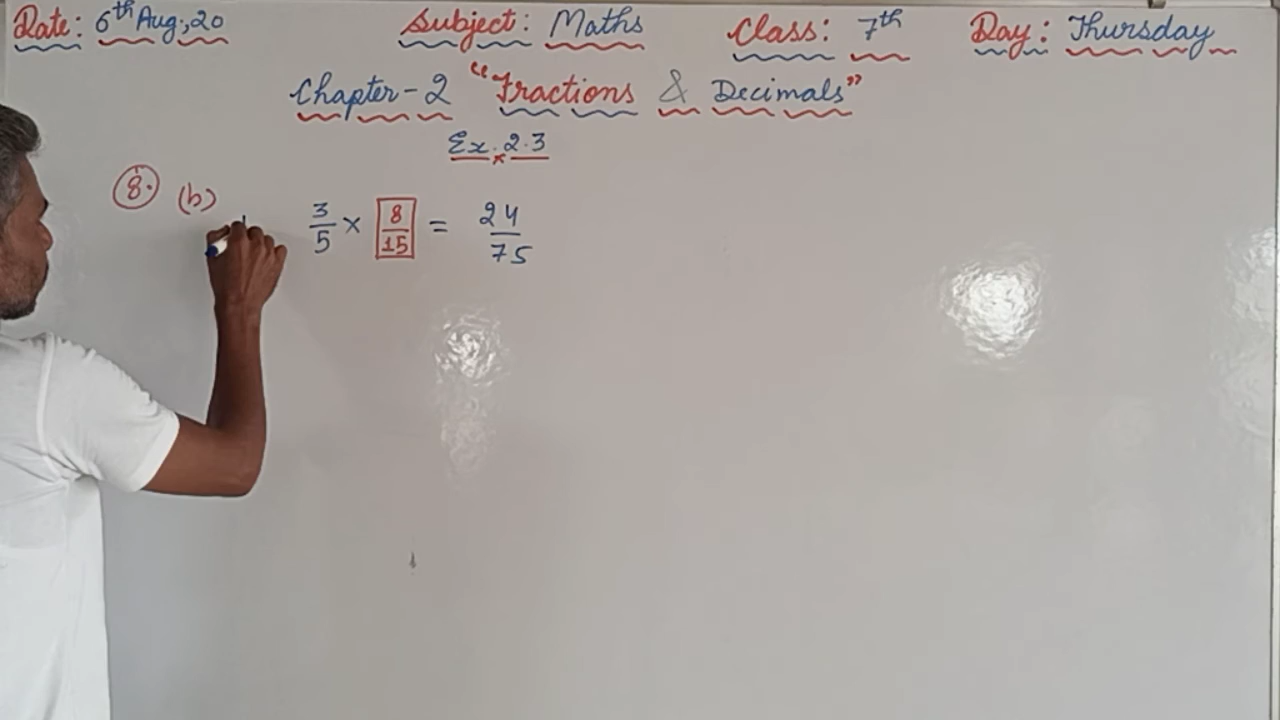 Date: 6th Aug,20 Subject: Maths Class: 7th Day: Thursday
Chapter-2 "Fractions & Decimals"
Ex. 2.3
8. (b) 3/5 × 8/15 = 24/75